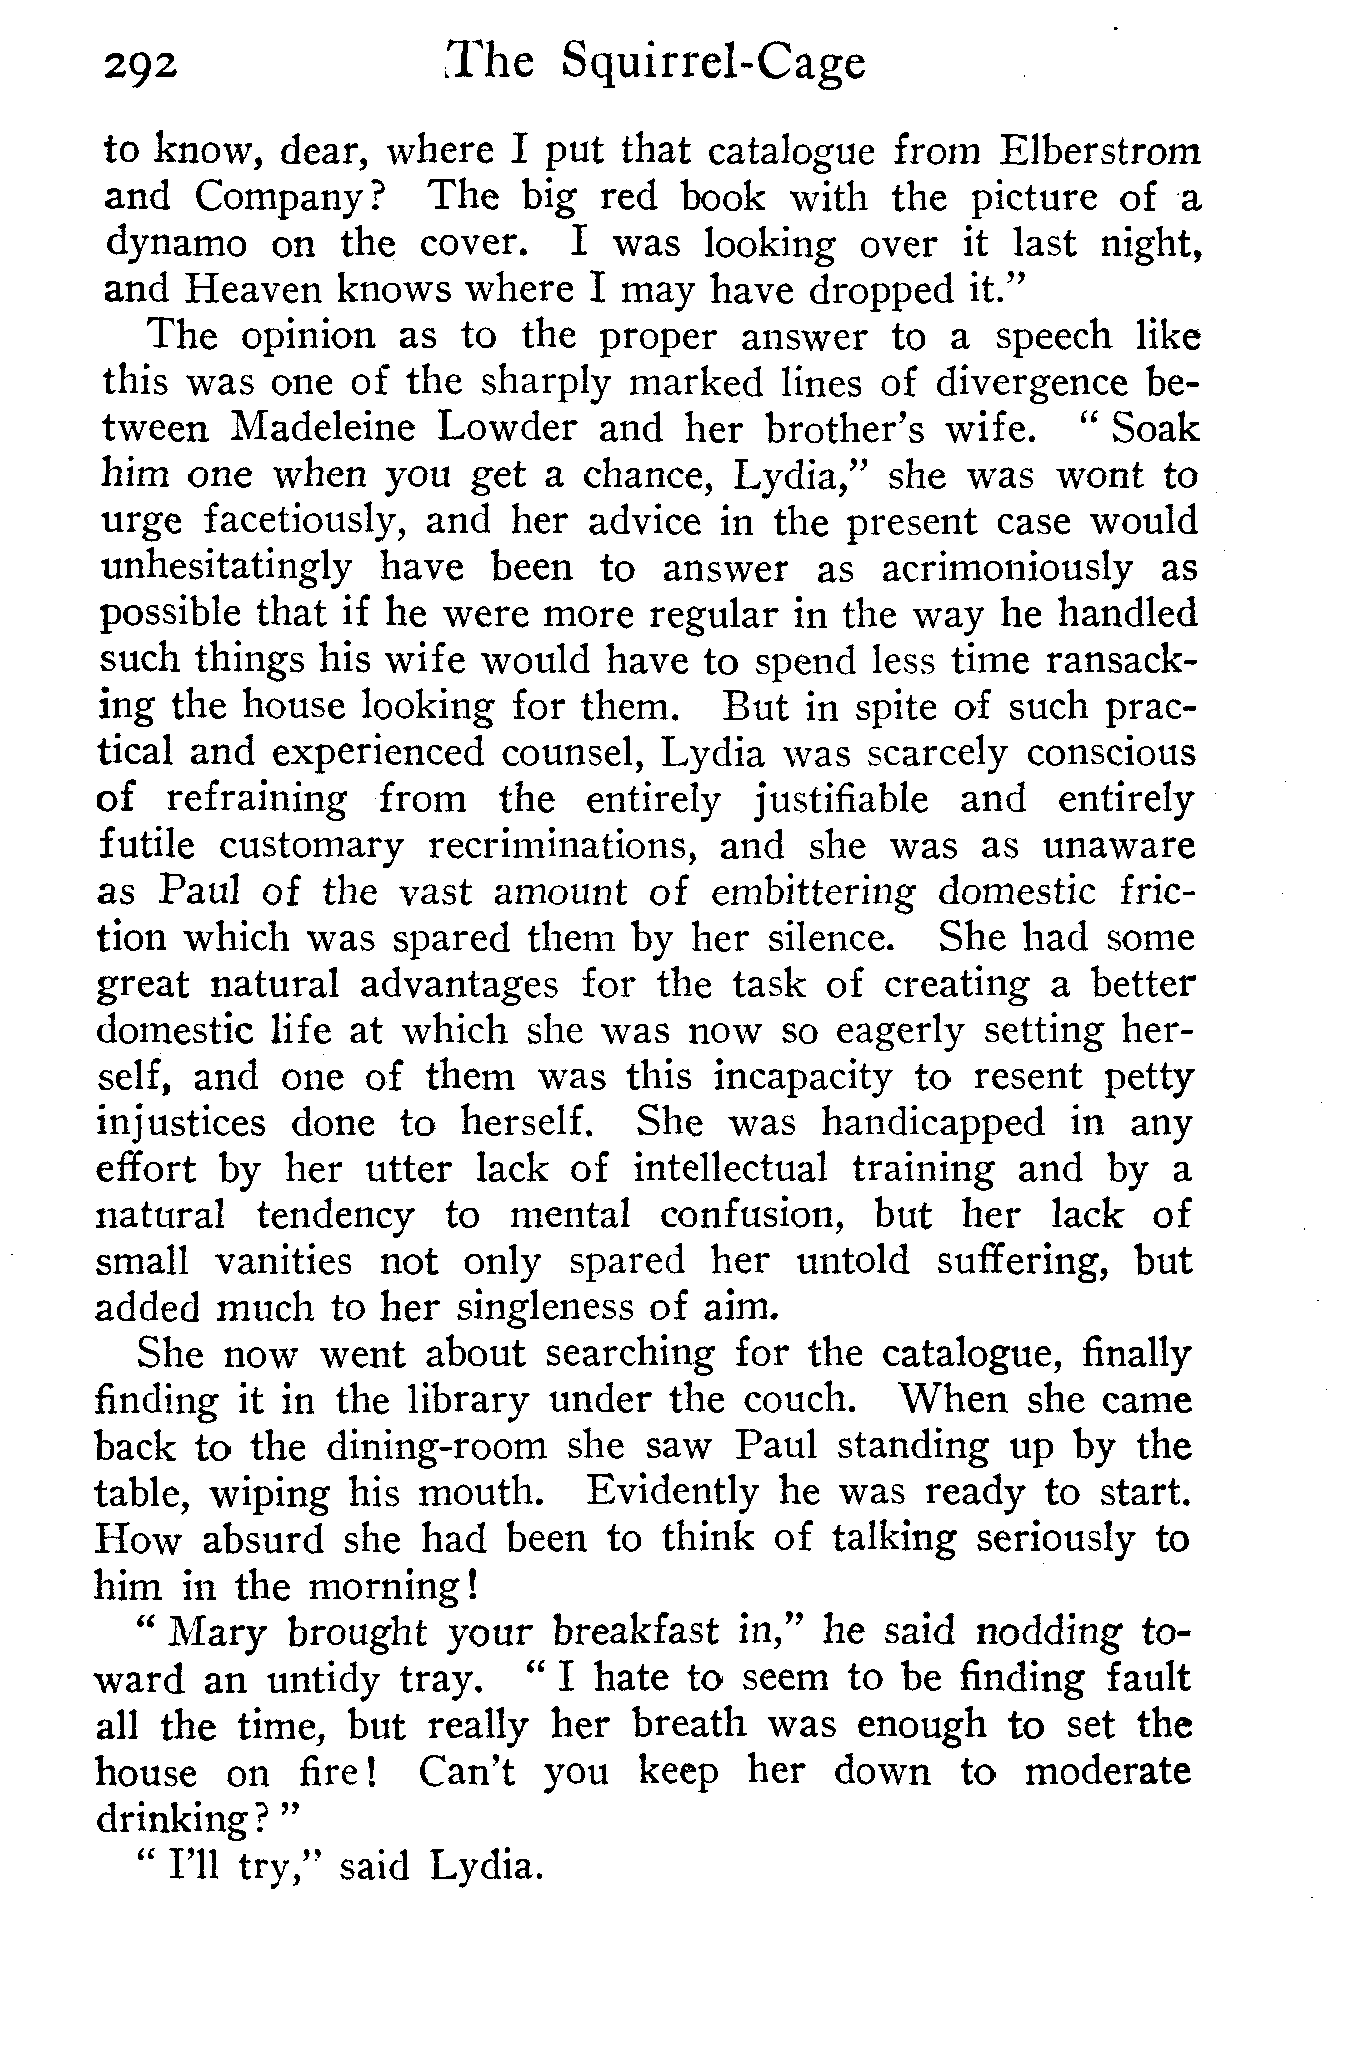 292 The Squirrel-Cage
to know, dear, where I put that catalogue from Elberstrom
and Company? The big red book with the picture of a
dynamo on the cover. I was looking over it last night,
and Heaven knows where I may have dropped it."
The opinion as to the proper answer to a speech like
this was one of the sharply marked lines of divergence be-
tween Madeleine Lowder and her brother's wife. " Soak
him one when you get a chance, Lydia," she was wont to
urge facetiously, and her advice in the present case would
unhesitatingly have been to answer as acrimoniously as
possible that if he were more regular in the way he handled
such things his wife would have to spend less time ransack-
ing the house looking for them. But in spite of such prac-
tical and experienced counsel, Lydia was scarcely conscious
of refraining from the entirely justifiable and entirely
futile customary recriminations, and she was as unaware
as Paul of the vast amount of embittering domestic fric-
tion which was spared them by her silence. She had some
great natural advantages for the task of creating a better
domestic life at which she was now so eagerly setting her-
self, and one of them was this incapacity to resent petty
injustices done to herself. She was handicapped in any
effort by her utter lack of intellectual training and by a
natural tendency to mental confusion, but her lack of
small vanities not only spared her untold suffering, but
added much to her singleness of aim.
She now went about searching for the catalogue, finally
finding it in the library under the couch. When she came
back to the dining-room she saw Paul standing up by the
table, wiping his mouth. Evidently he was ready to start.
How absurd she had been to think of talking seriously to
him in the morning!
" Mary brought your breakfast in," he said nodding to-
ward an untidy tray. " I hate to seem to be finding fault
all the time, but really her breath was enough to set the
house on fire! Can't you keep her down to moderate
drinking? "
" I'll try," said Lydia.